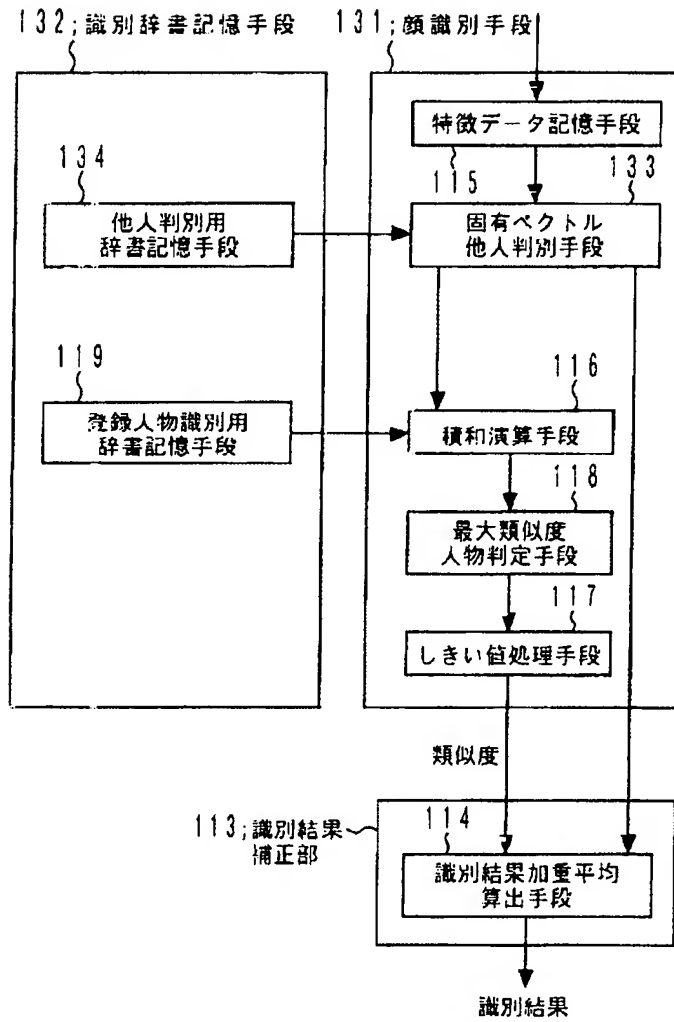 132;識別辞書記憶手段
131;顔識別手段
特徴データ記憶手段
115
133
134
他人判別用
辞書記憶手段
固有ベクトル
他人判別手段
119
登録人物識別用
辞書記憶手段
116
積和演算手段
118
最大類似度
人物判定手段
117
しきい値処理手段
類似度
113;識別結果
補正部
114
識別結果加重平均
算出手段
識別結果